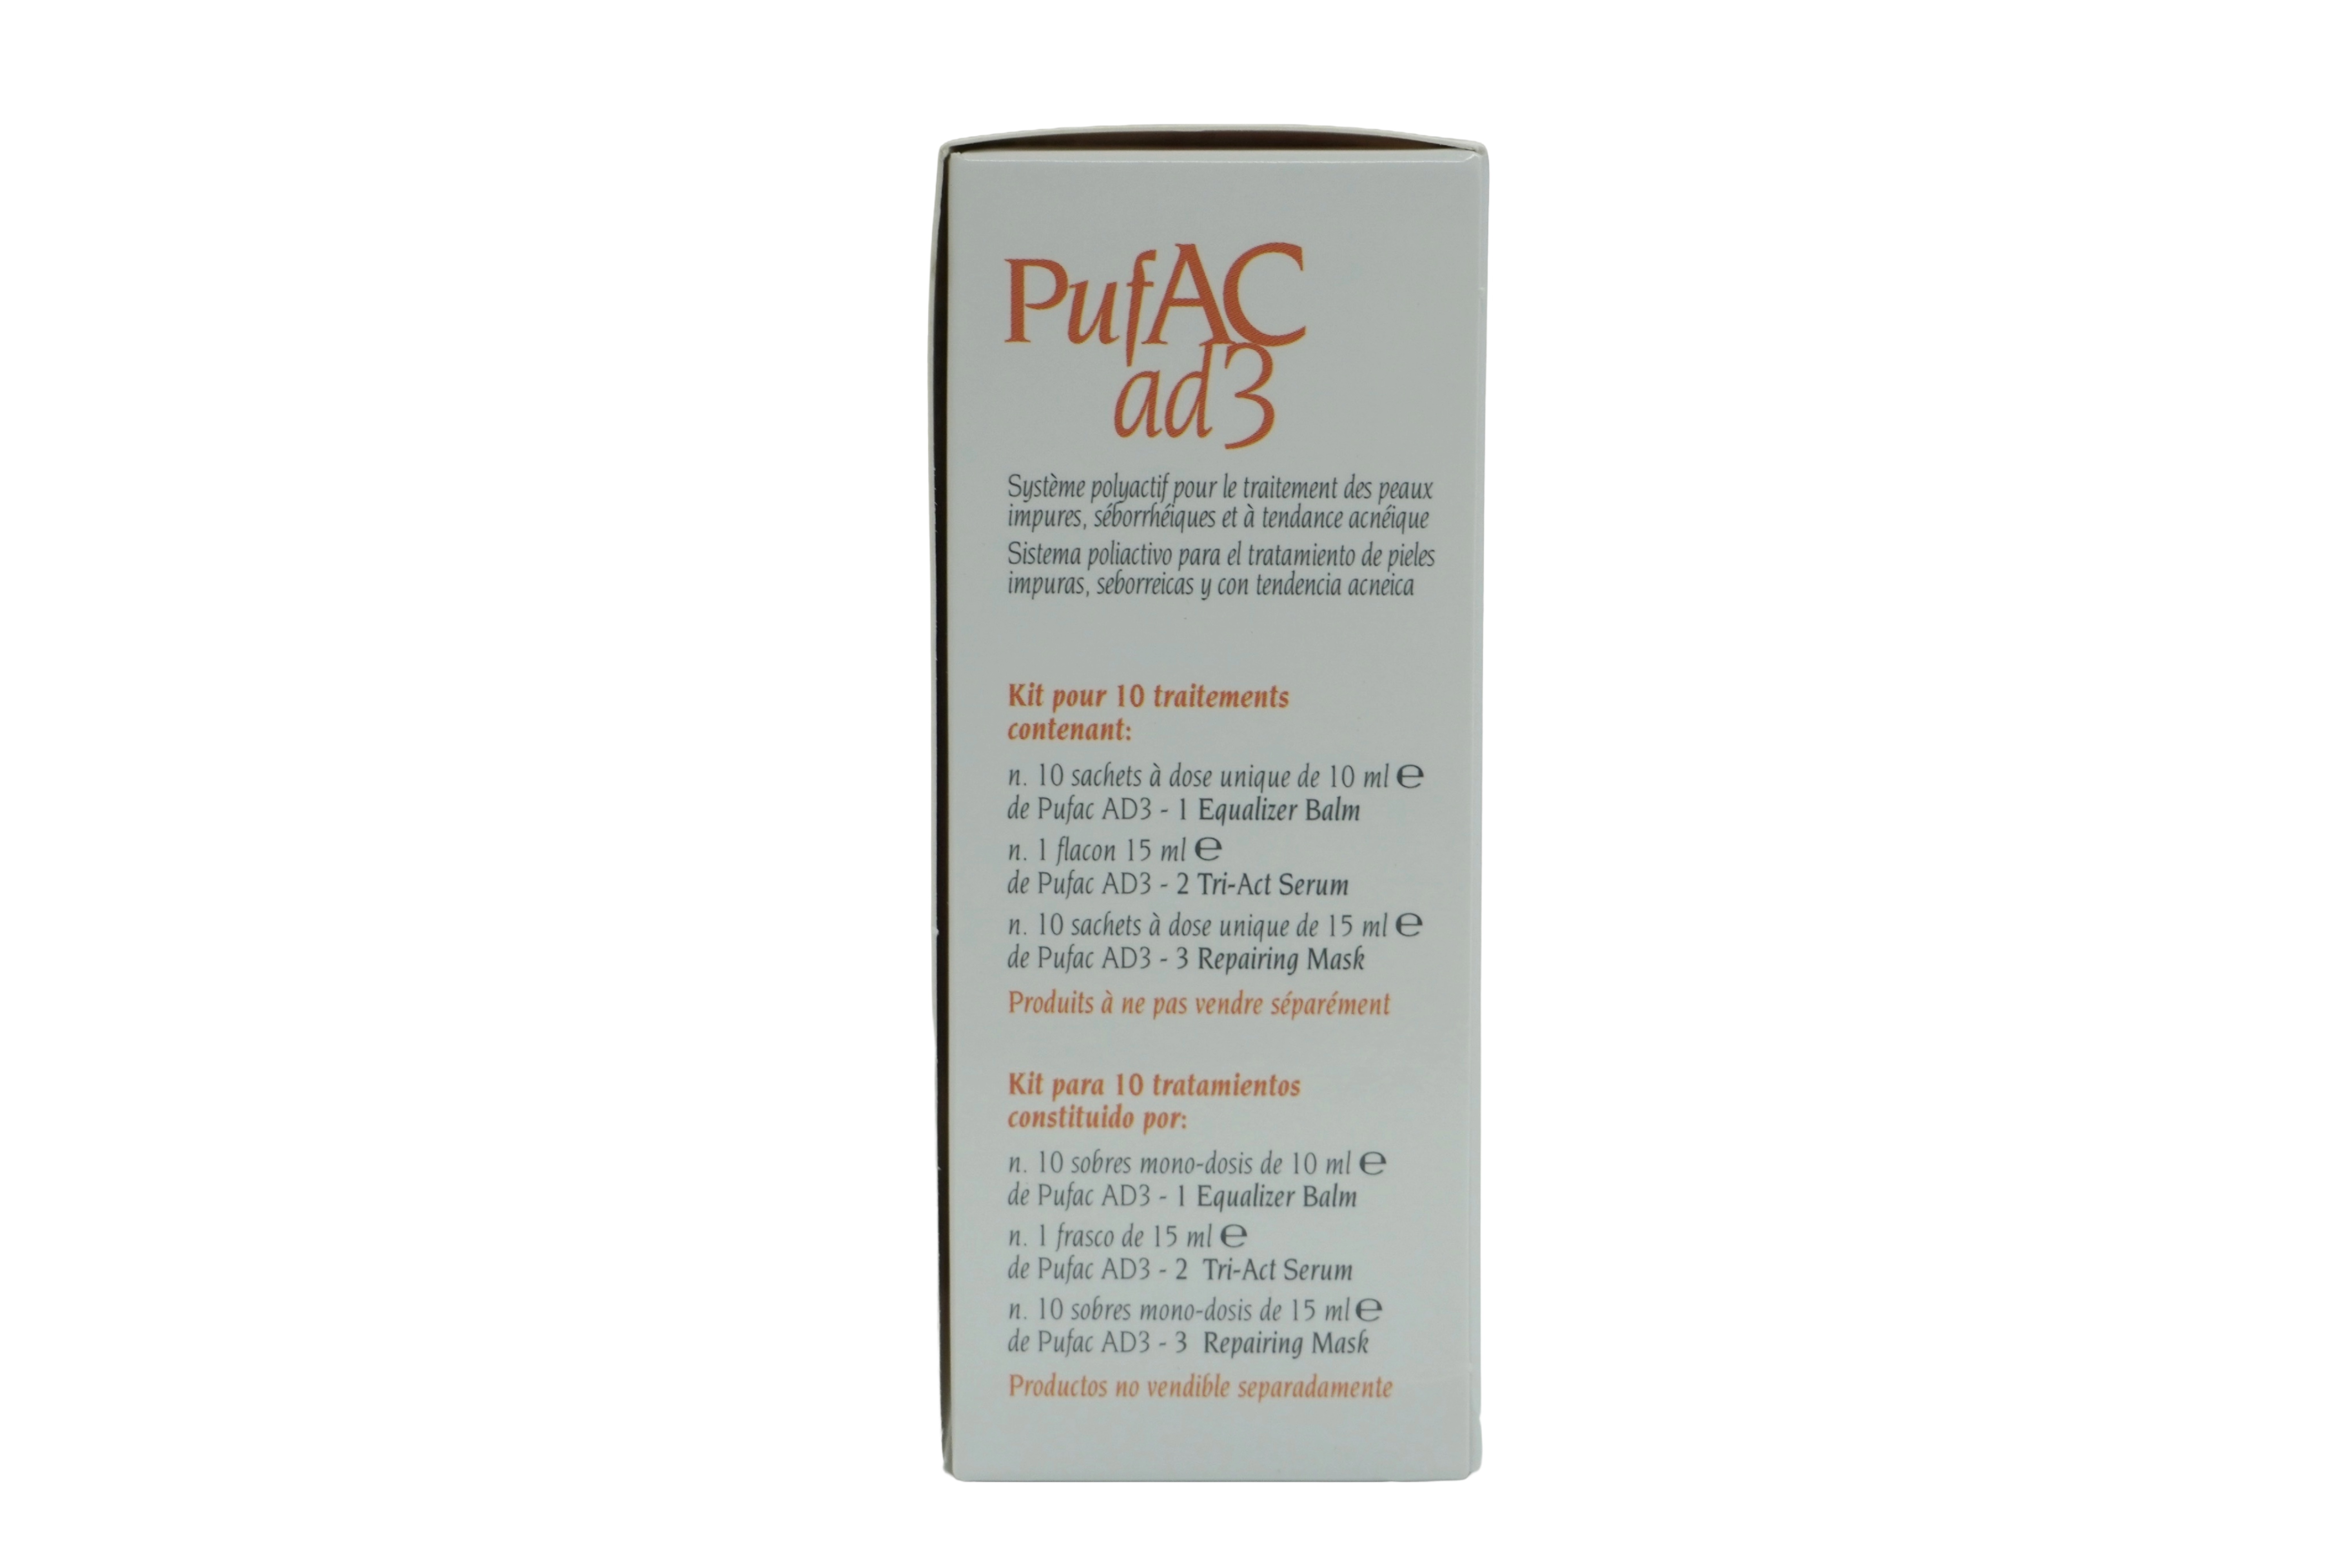 PufAC
ad3
Système polyactif pour le traitement des peaux
impures, séborrhéiques et à tendance acnéique
Sistema poliactivo para el tratamiento de pieles
impuras, seborreicas y con tendencia acneica
Kit pour 10 traitements
contenant:
n. 10 sachets à dose unique de 10 ml ℮
de Pufac AD3 - 1 Equalizer Balm
n. 1 flacon 15 ml ℮
de Pufac AD3 - 2 Tri-Act Serum
n. 10 sachets à dose unique de 15 ml ℮
de Pufac AD3 - 3 Repairing Mask
Produits à ne pas vendre séparément
Kit para 10 tratamientos
constituido por:
n. 10 sobres mono-dosis de 10 ml ℮
de Pufac AD3 - 1 Equalizer Balm
n. 1 frasco de 15 ml ℮
de Pufac AD3 - 2 Tri-Act Serum
n. 10 sobres mono-dosis de 15 ml ℮
de Pufac AD3 - 3 Repairing Mask
Productos no vendible separadamente